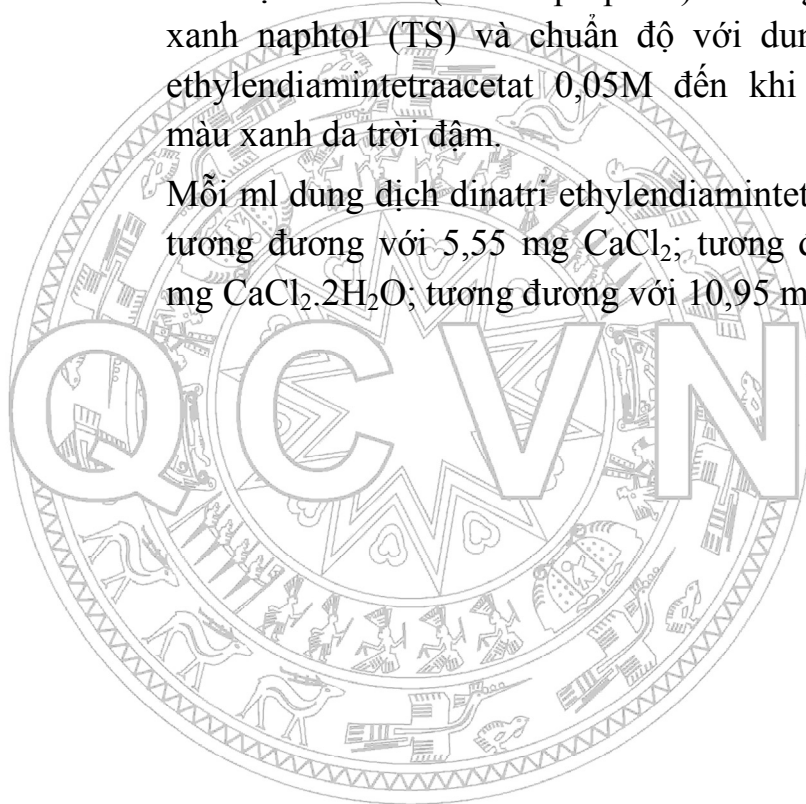 xanh naphtol (TS) và chuẩn độ với
ethylendiamintetraacetat 0,05M đến khi
màu xanh da trời đậm.
Mỗi ml dung dịch dinatri
tương đương với 5,55 mg CaCl₂; tương
mg CaCl₂.2H₂O; tương đương với 10,95
QCVN